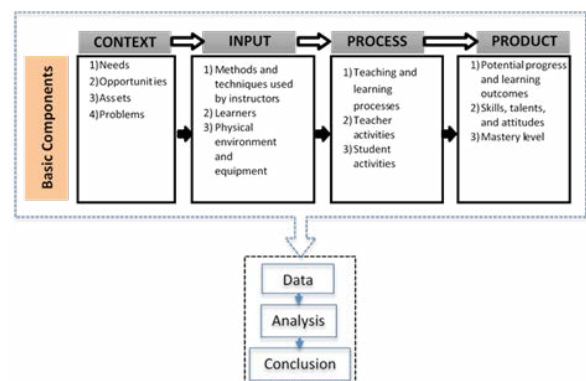 CONTEXT
INPUT
PROCESS
PRODUCT
Basic Components
1)Needs
2)Opportunities
3)Assets
4)Problems
1) Methods and
techniques used
by instructors
2) Learners
3) Physical
environment
and
equipment
1)Teaching and
learning
processes
2)Teacher
activities
3)Student
activities
1)Potential progress
and learning
outcomes
2)Skills, talents, and
attitudes
3)Mastery level
Data
Analysis
Conclusion